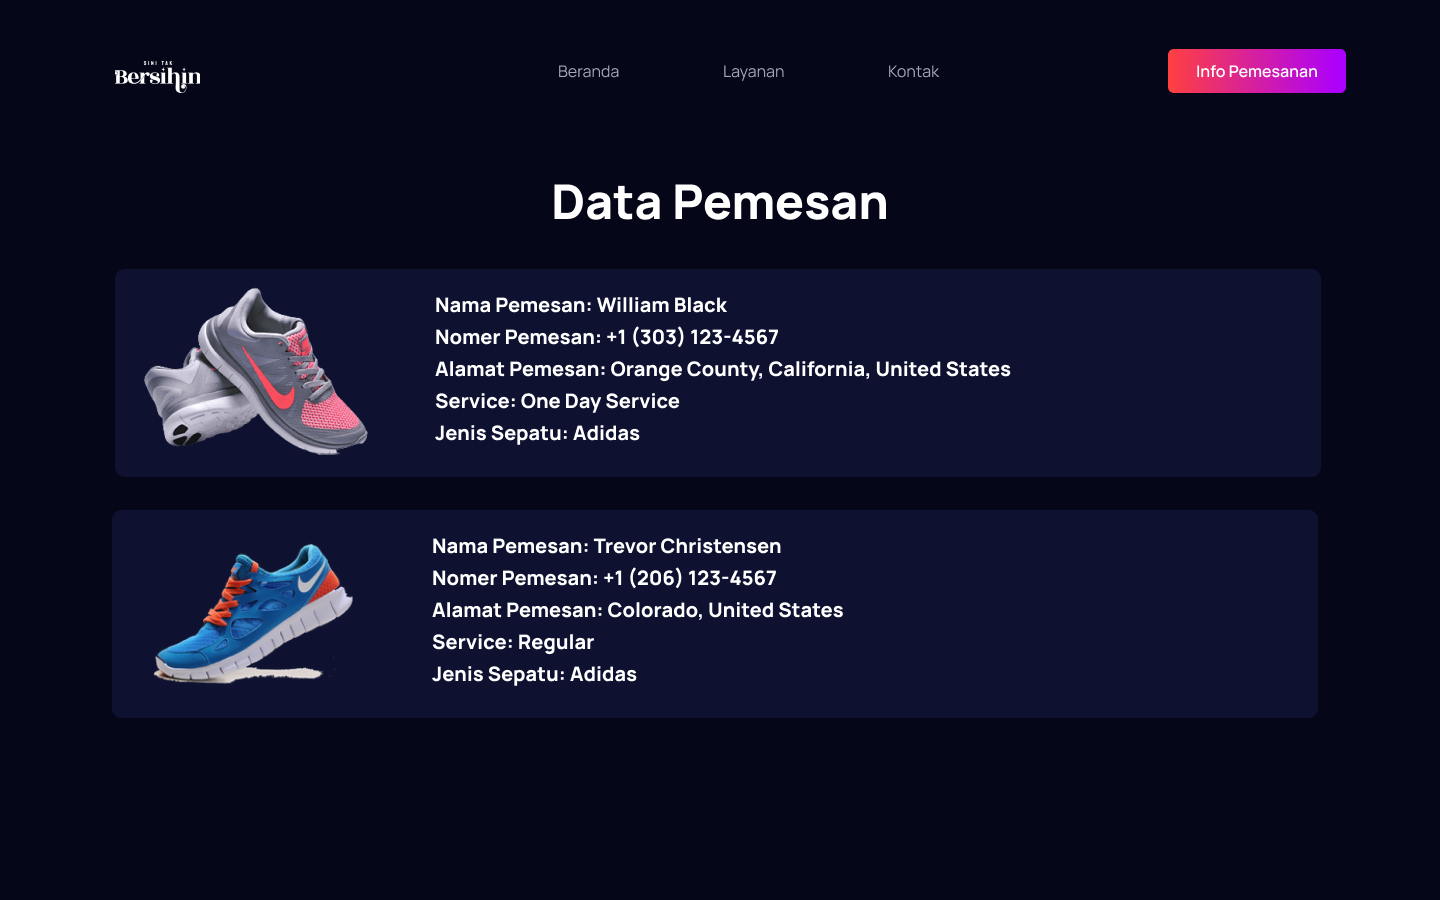 SINI TAK
Bersihin
Beranda
Layanan
Kontak
Info Pemesanan
Data Pemesan
Nama Pemesan: William Black
Nomer Pemesan: +1 (303) 123-4567
Alamat Pemesan: Orange County, California, United States
Service: One Day Service
Jenis Sepatu: Adidas
Nama Pemesan: Trevor Christensen
Nomer Pemesan: +1 (206) 123-4567
Alamat Pemesan: Colorado, United States
Service: Regular
Jenis Sepatu: Adidas